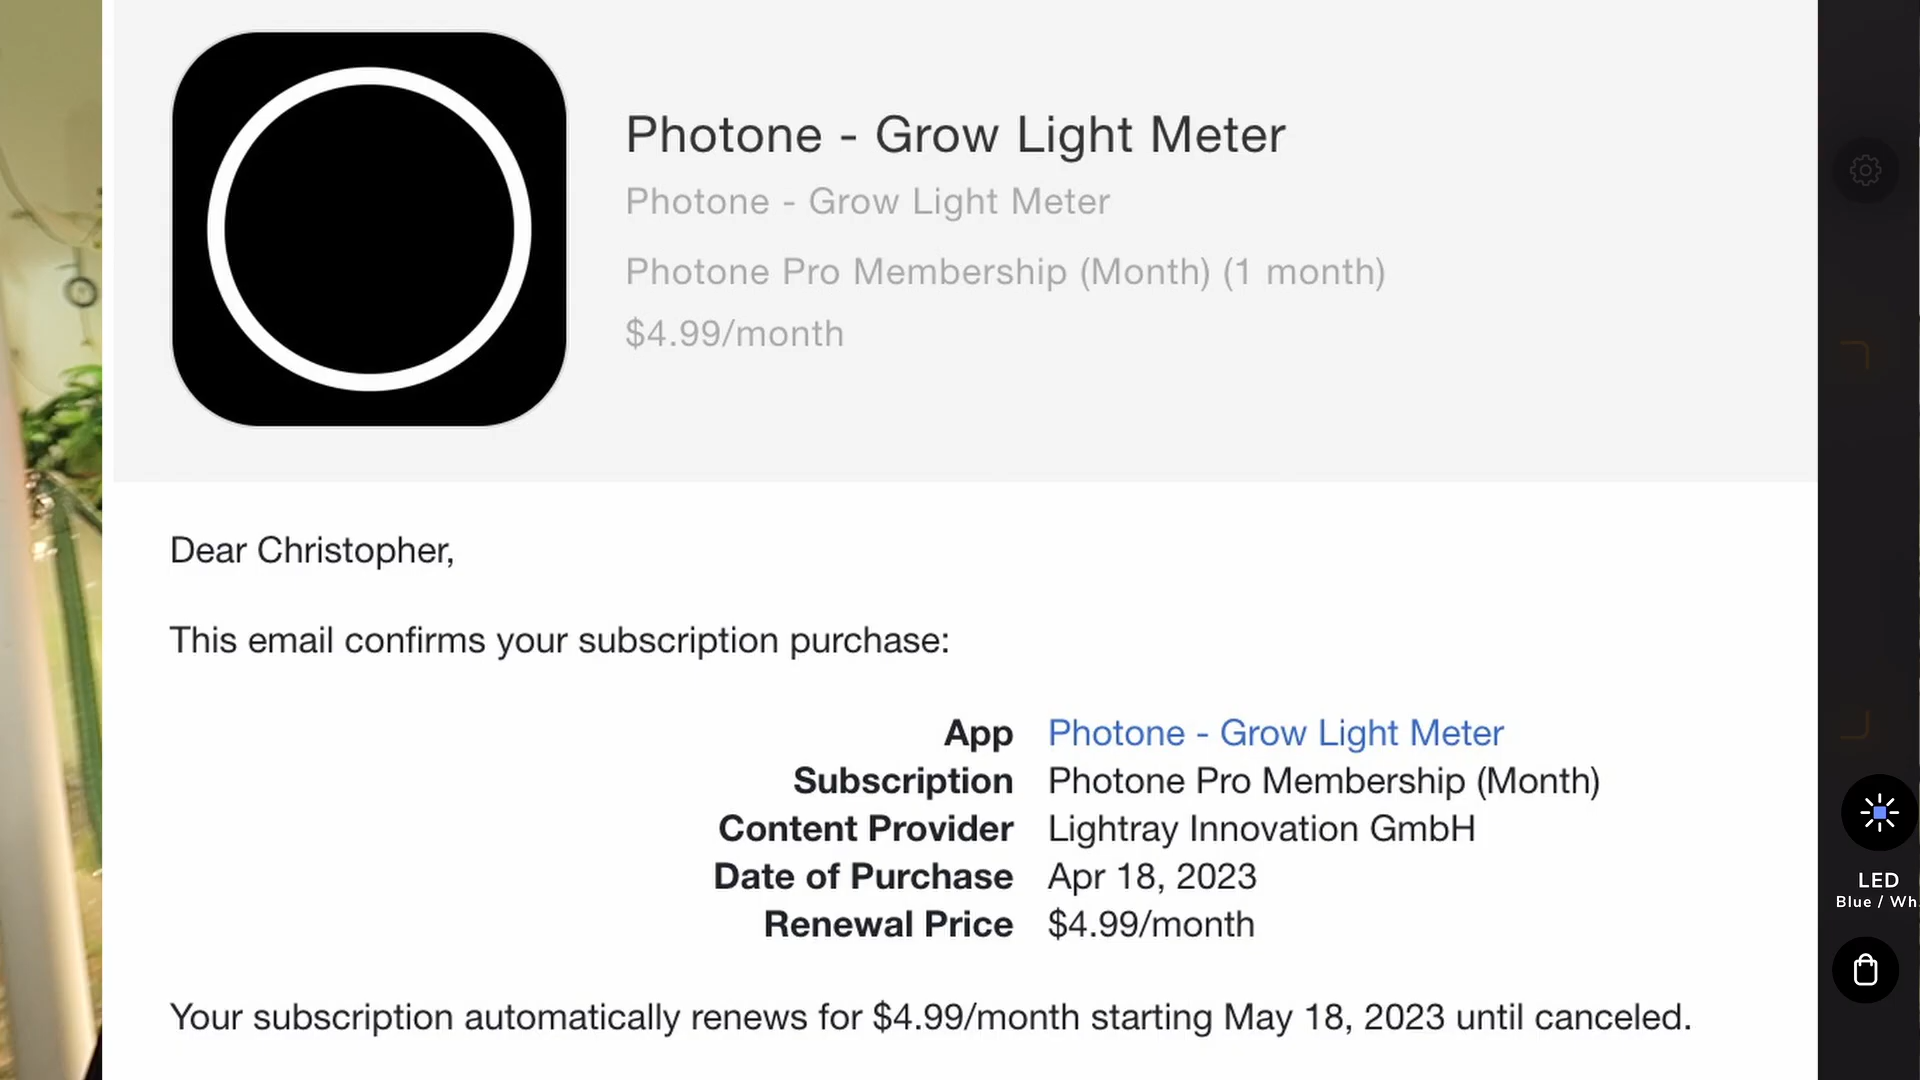 Photone - Grow Light Meter
Photone - Grow Light Meter
Photone Pro Membership (Month) (1 month)
$4.99/month
Dear Christopher,
This email confirms your subscription purchase:
App Photone - Grow Light Meter
Subscription Photone Pro Membership (Month)
Content Provider Lightray Innovation GmbH
Date of Purchase Apr 18, 2023
Renewal Price $4.99/month
Your subscription automatically renews for $4.99/month starting May 18, 2023 until canceled.
LED
Blue / Wh